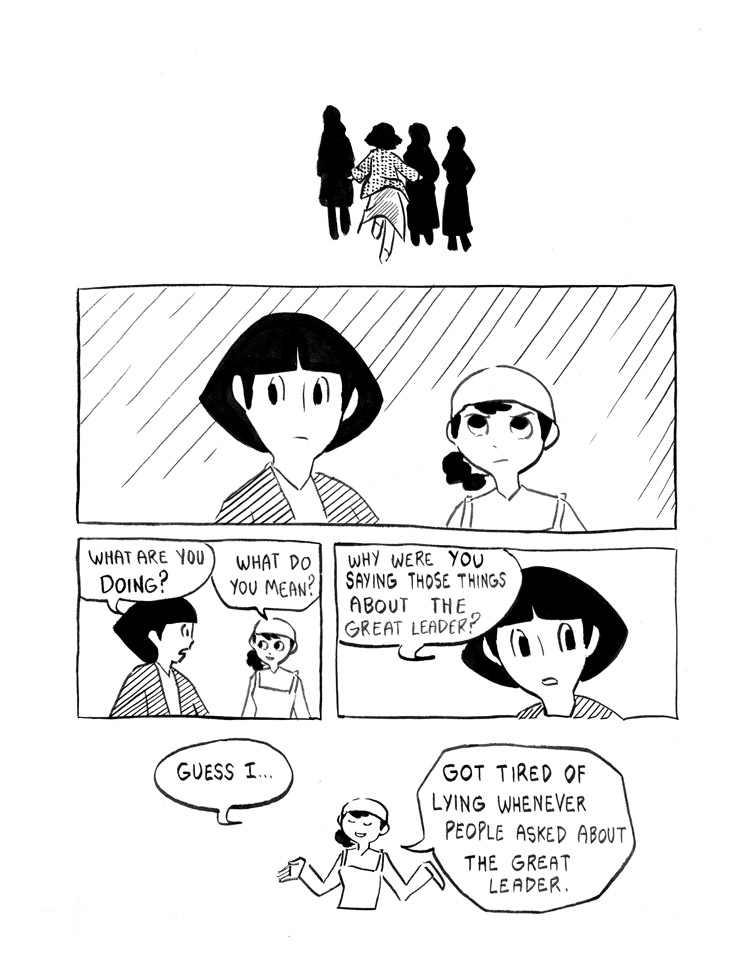 WHAT ARE YOU
DOING?
WHAT DO
YOU MEAN?
WHY WERE YOU
SAYING THOSE THINGS
ABOUT THE
GREAT LEADER?
GUESS I...
GOT TIRED OF
LYING WHENEVER
PEOPLE ASKED ABOUT
THE GREAT
LEADER.